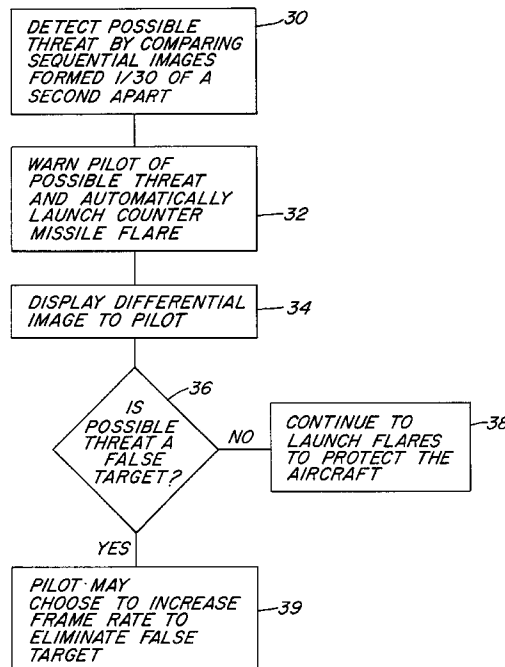 DETECT POSSIBLE
THREAT BY COMPARING
SEQUENTIAL IMAGES
FORMED 1/30 OF A
SECOND APART
30
WARN PILOT OF
POSSIBLE THREAT
AND AUTOMATICALLY
LAUNCH COUNTER
MISSILE FLARE
32
DISPLAY DIFFERENTIAL
IMAGE TO PILOT
34
36
IS
POSSIBLE
THREAT A
FALSE
TARGET?
NO
CONTINUE TO
LAUNCH FLARES
TO PROTECT THE
AIRCRAFT
38
YES
PILOT MAY
CHOOSE TO INCREASE
FRAME RATE TO
ELIMINATE FALSE
TARGET
39